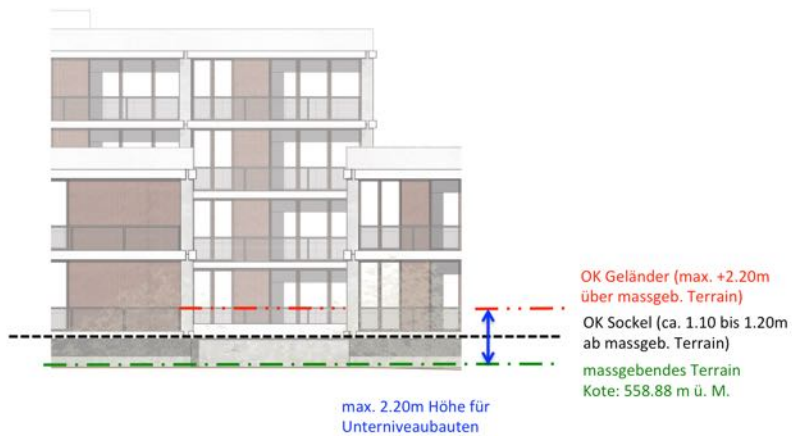 OK Geländer (max. +2.20m
über massgeb. Terrain)
OK Sockel (ca. 1.10 bis 1.20m
ab massgeb. Terrain)
massgebendes Terrain
Kote: 558.88 m ü. M.
max. 2.20m Höhe für
Unterniveaubauten